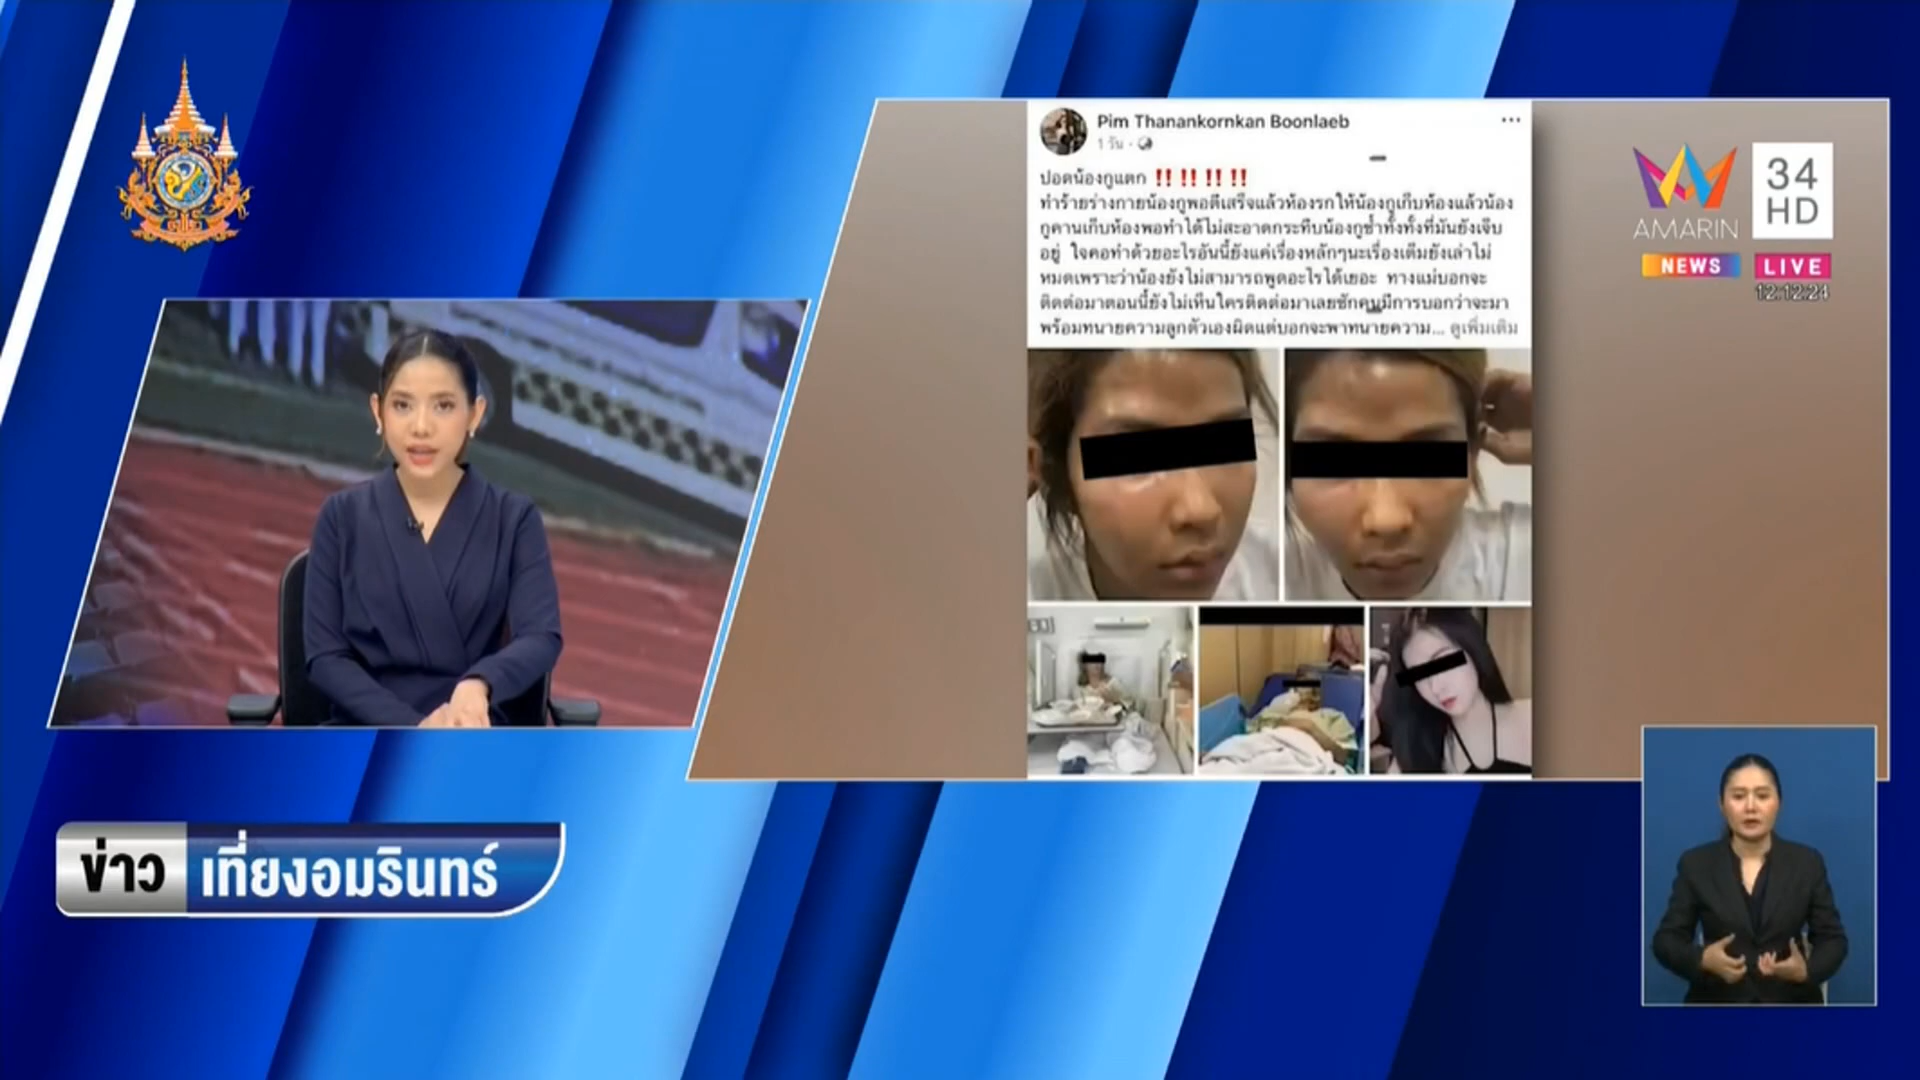 Pim Thanankornkan Boonlaeb
1 วัน
ปอดน้องกูแตก ‼️ ‼️ ‼️ ‼️
ทำร้ายร่างกายน้องกูพอตีเสร็จแล้วห้องรกให้น้องกูเก็บห้องแล้วน้อง
กูคานเก็บห้องพอทำได้ไม่สะอาดกระทืบน้องกูซ้ำทั้งทั้งที่มันยังเจ็บ
อยู่ ใจคอทำด้วยอะไรอันนี้ยังแค่เรื่องหลักๆนะเรื่องเต็มยังเล่าไม่
หมดเพราะว่าน้องยังไม่สามารถพูดอะไรได้เยอะ ทางแม่บอกจะ
ติดต่อมาตอนนี้ยังไม่เห็นใครติดต่อมาเลยซักคนมีการบอกว่าจะมา
พร้อมทนายความลูกตัวเองผิดแต่บอกจะพาทนายความ... ดูเพิ่มเติม
AMARIN
34
HD
NEWS
LIVE
12:12:24
ข่าว เที่ยงอมรินทร์